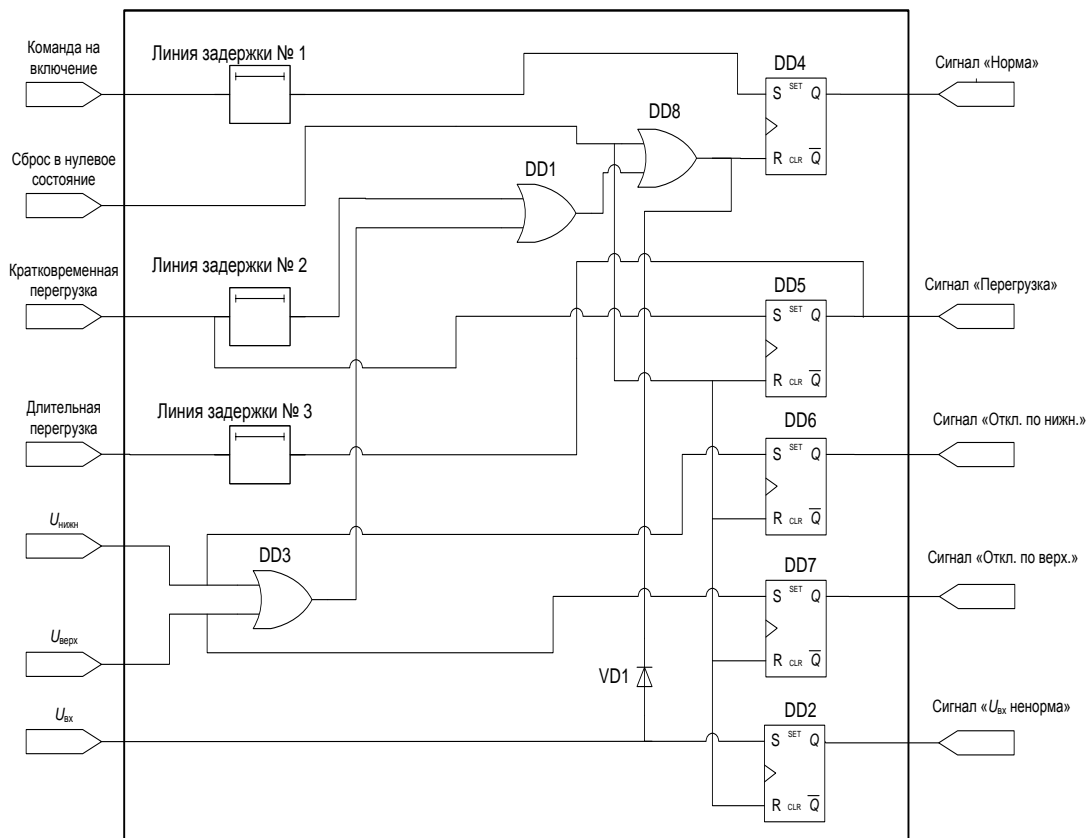 Команда на
включение
Линия задержки № 1
DD4
S SET Q
R CLR Q
Сигнал «Норма»
DD8
Сброс в нулевое
состояние
DD1
Кратковременная
перегрузка
Линия задержки № 2
DD5
S SET Q
R CLR Q
Сигнал «Перегрузка»
Длительная
перегрузка
Линия задержки № 3
DD6
S SET Q
R CLR Q
Сигнал «Откл. по нижн.»
Uнижн
DD3
DD7
S SET Q
R CLR Q
Сигнал «Откл. по верх.»
Uверх
VD1
Uвх
DD2
S SET Q
R CLR Q
Сигнал «Uвх ненорма»